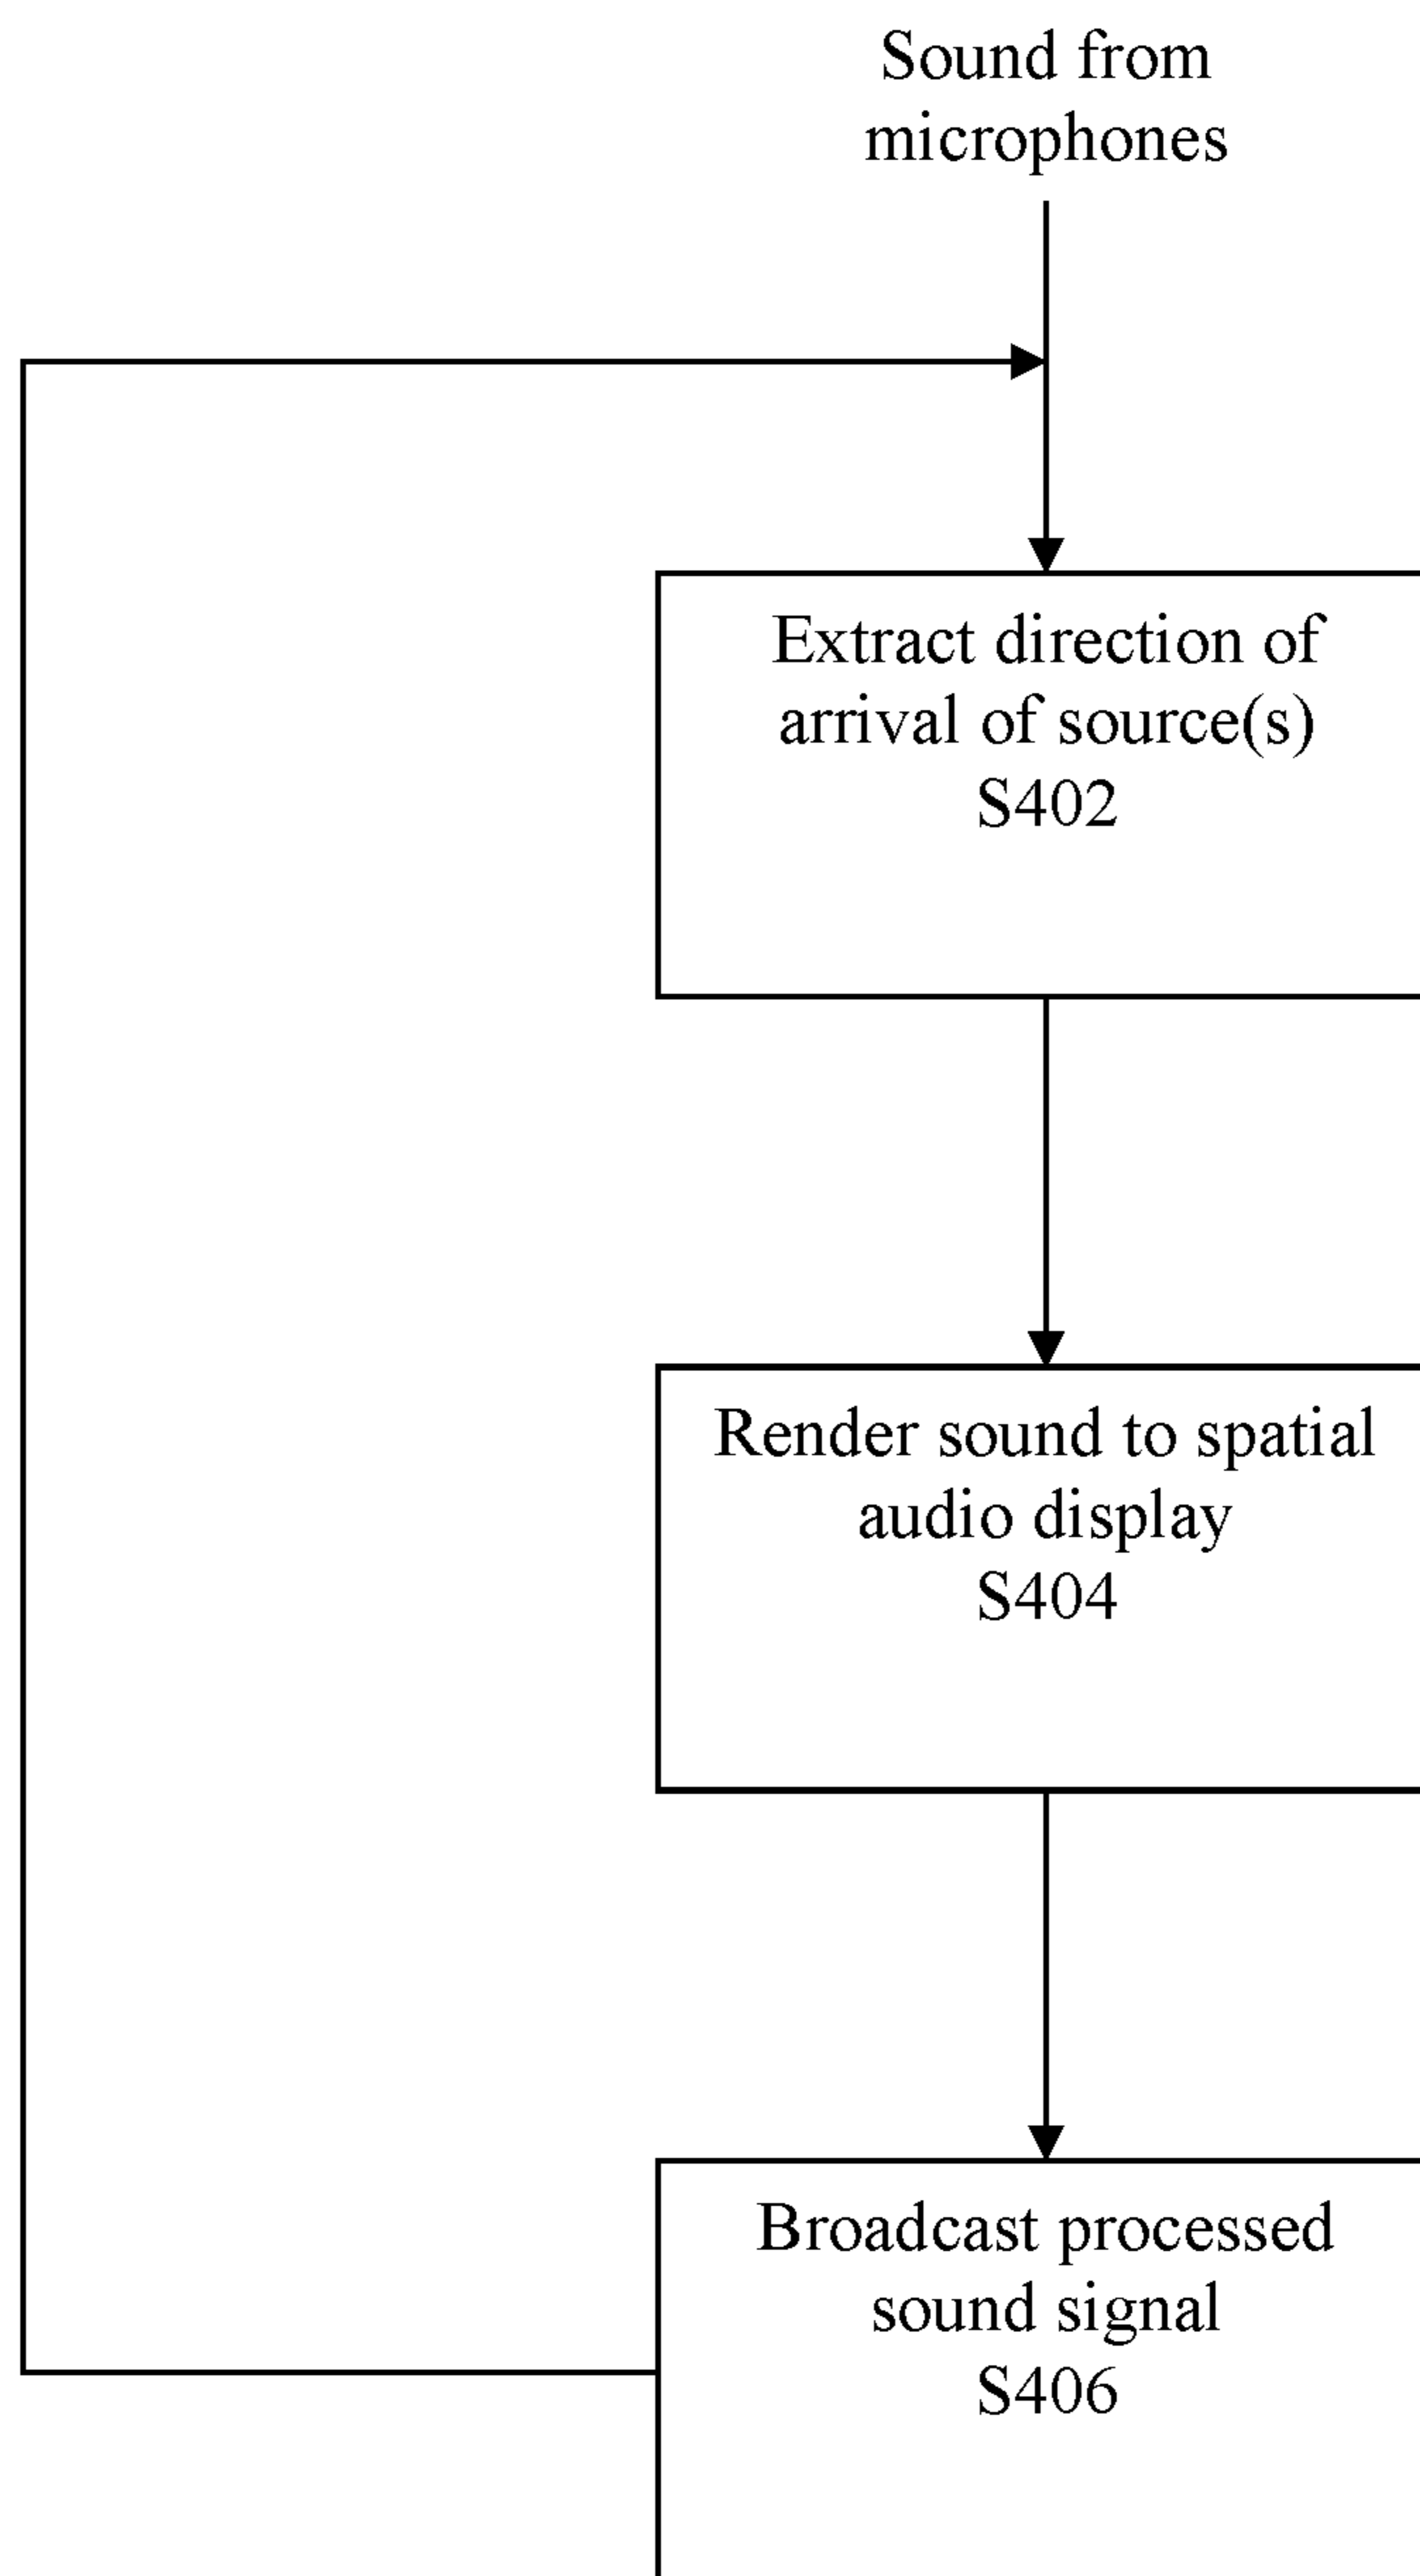 Sound from
microphones
Extract direction of
arrival of source(s)
S402
Render sound to spatial
audio display
S404
Broadcast processed
sound signal
S406